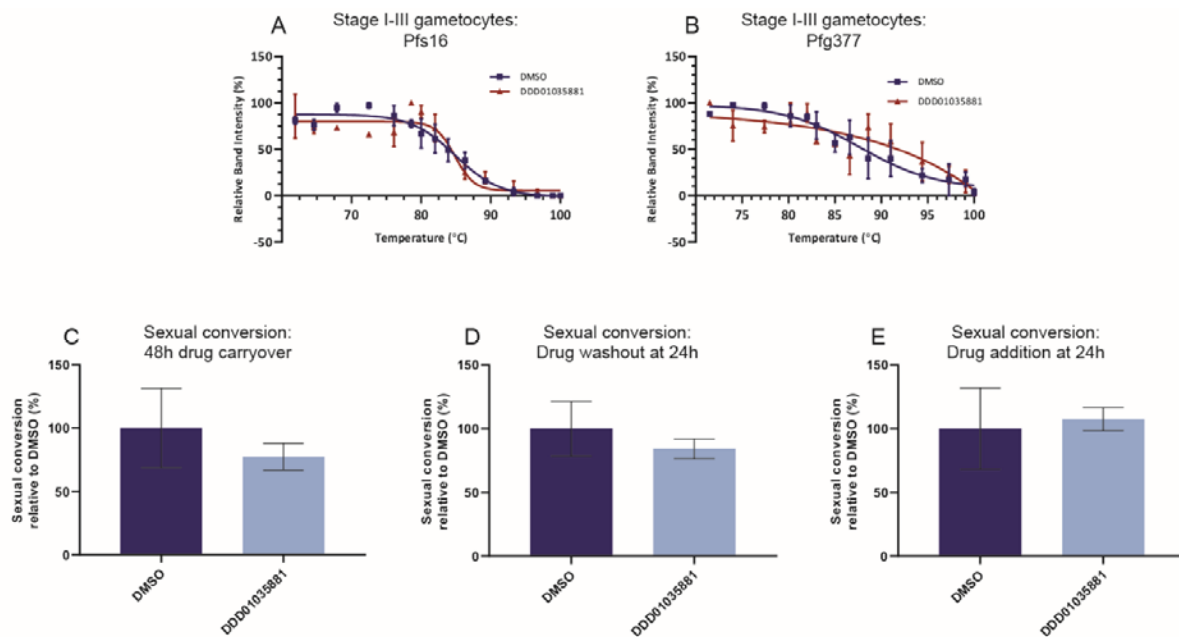 A
Stage I-III gametocytes:
Pfs16
Relative Band Intensity (%)
150
100
50
0
-50
DMSO
DDD01035881
70
80
90
100
Temperature (°C)
B
Stage I-III gametocytes:
Pfg377
Relative Band Intensity (%)
150
100
50
0
-50
DMSO
DDD01035881
75
80
85
90
95
100
Temperature (°C)
C
Sexual conversion:
48h drug carryover
Sexual conversion
relative to DMSO (%)
150
100
50
0
DMSO
DDD01035881
D
Sexual conversion:
Drug washout at 24h
Sexual conversion
relative to DMSO (%)
150
100
50
0
DMSO
DDD01035881
E
Sexual conversion:
Drug addition at 24h
Sexual conversion
relative to DMSO (%)
150
100
50
0
DMSO
DDD01035881